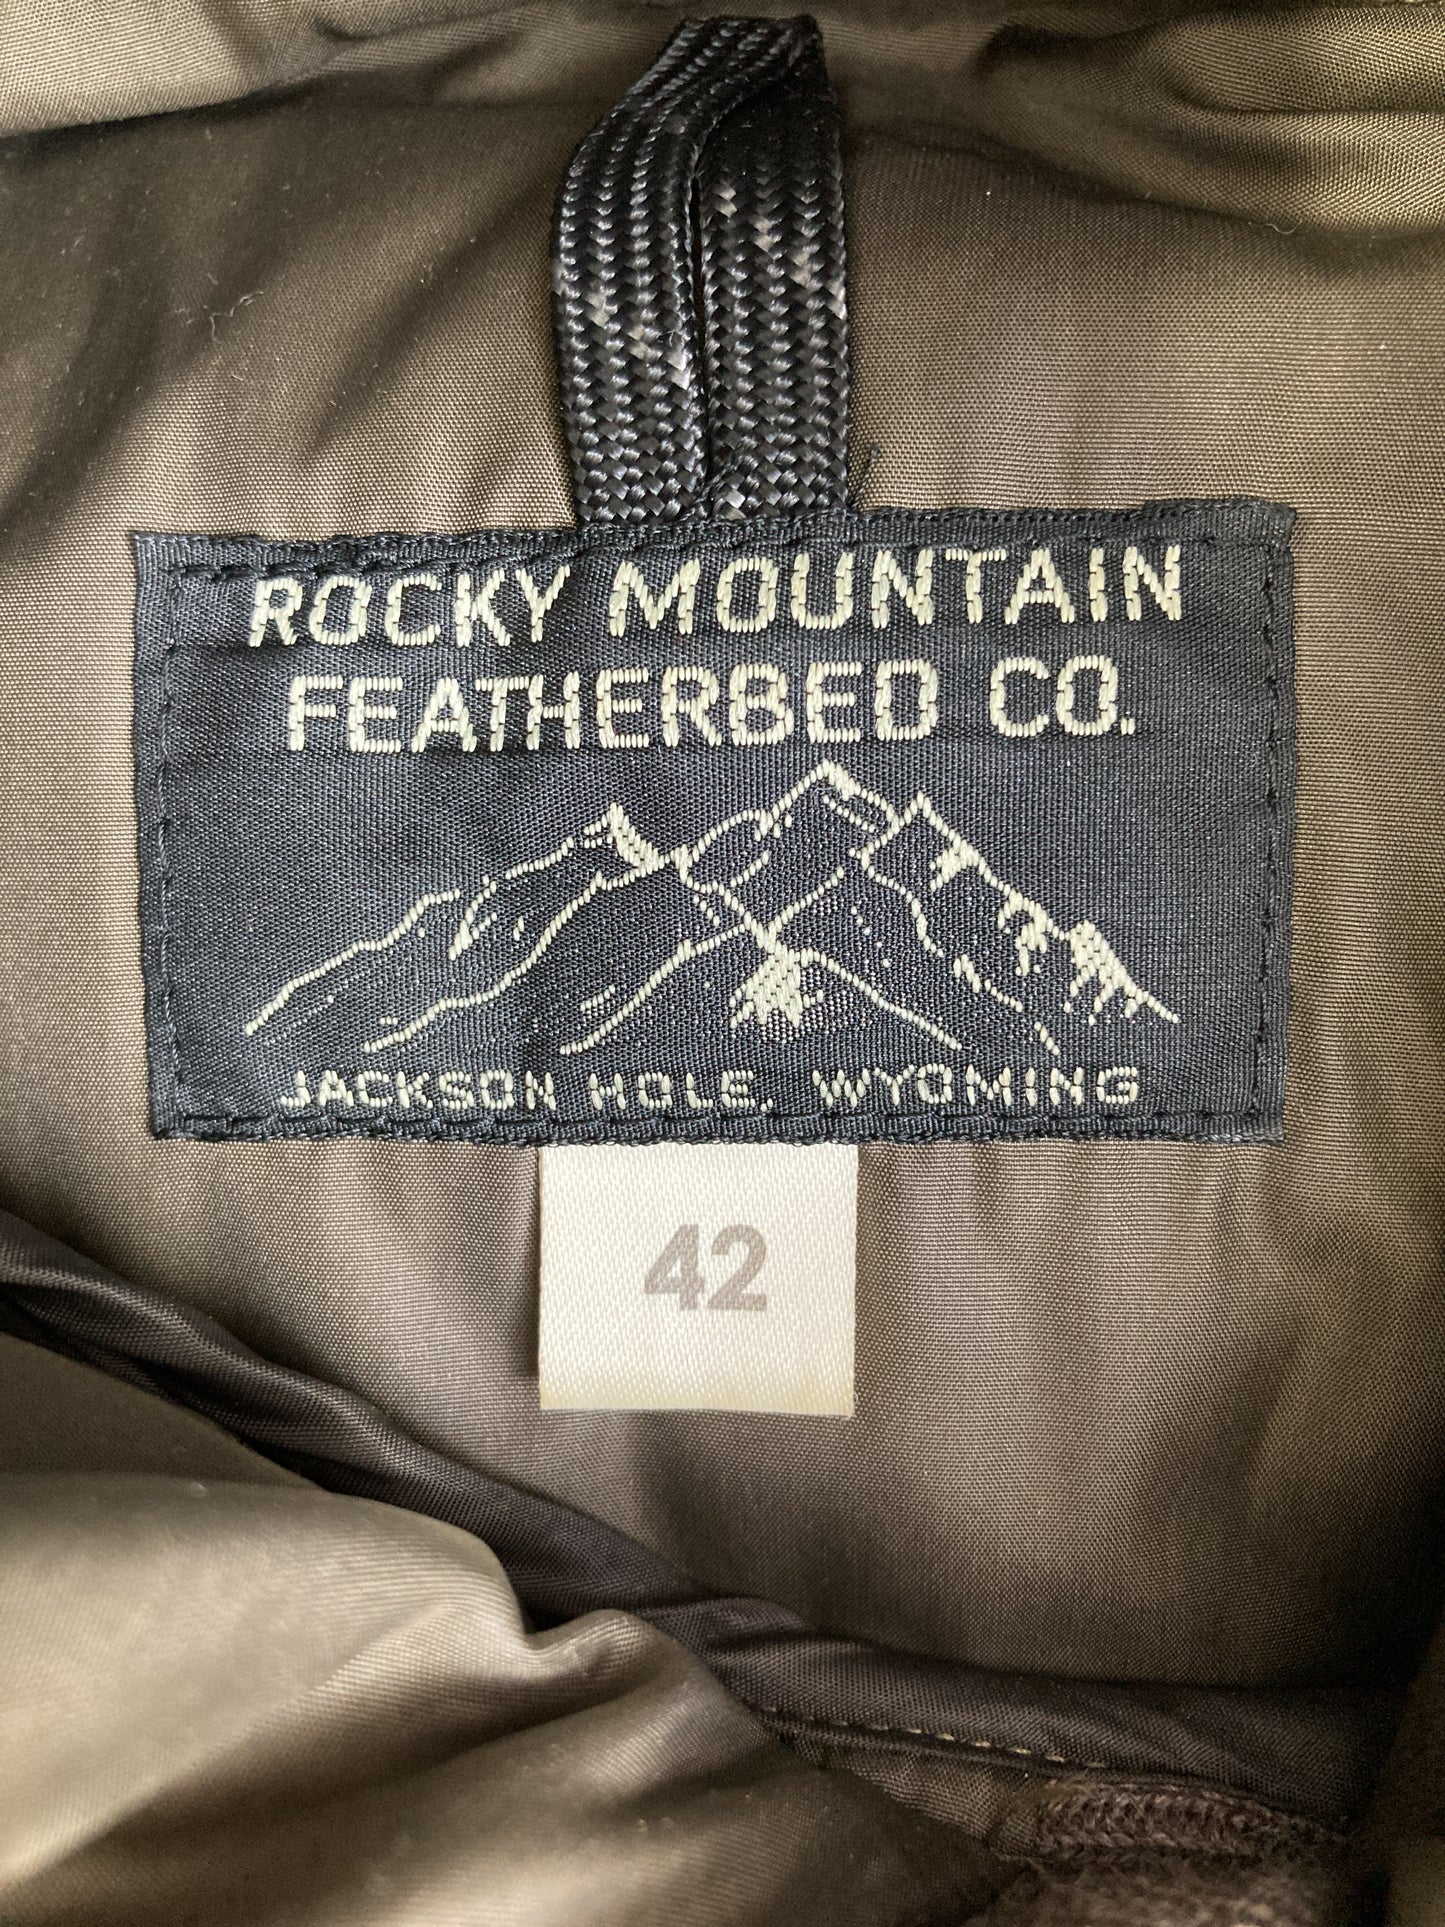 ROCKY MOUNTAIN
FEATHERBED CO.
JACKSON HOLE, WYOMING
42